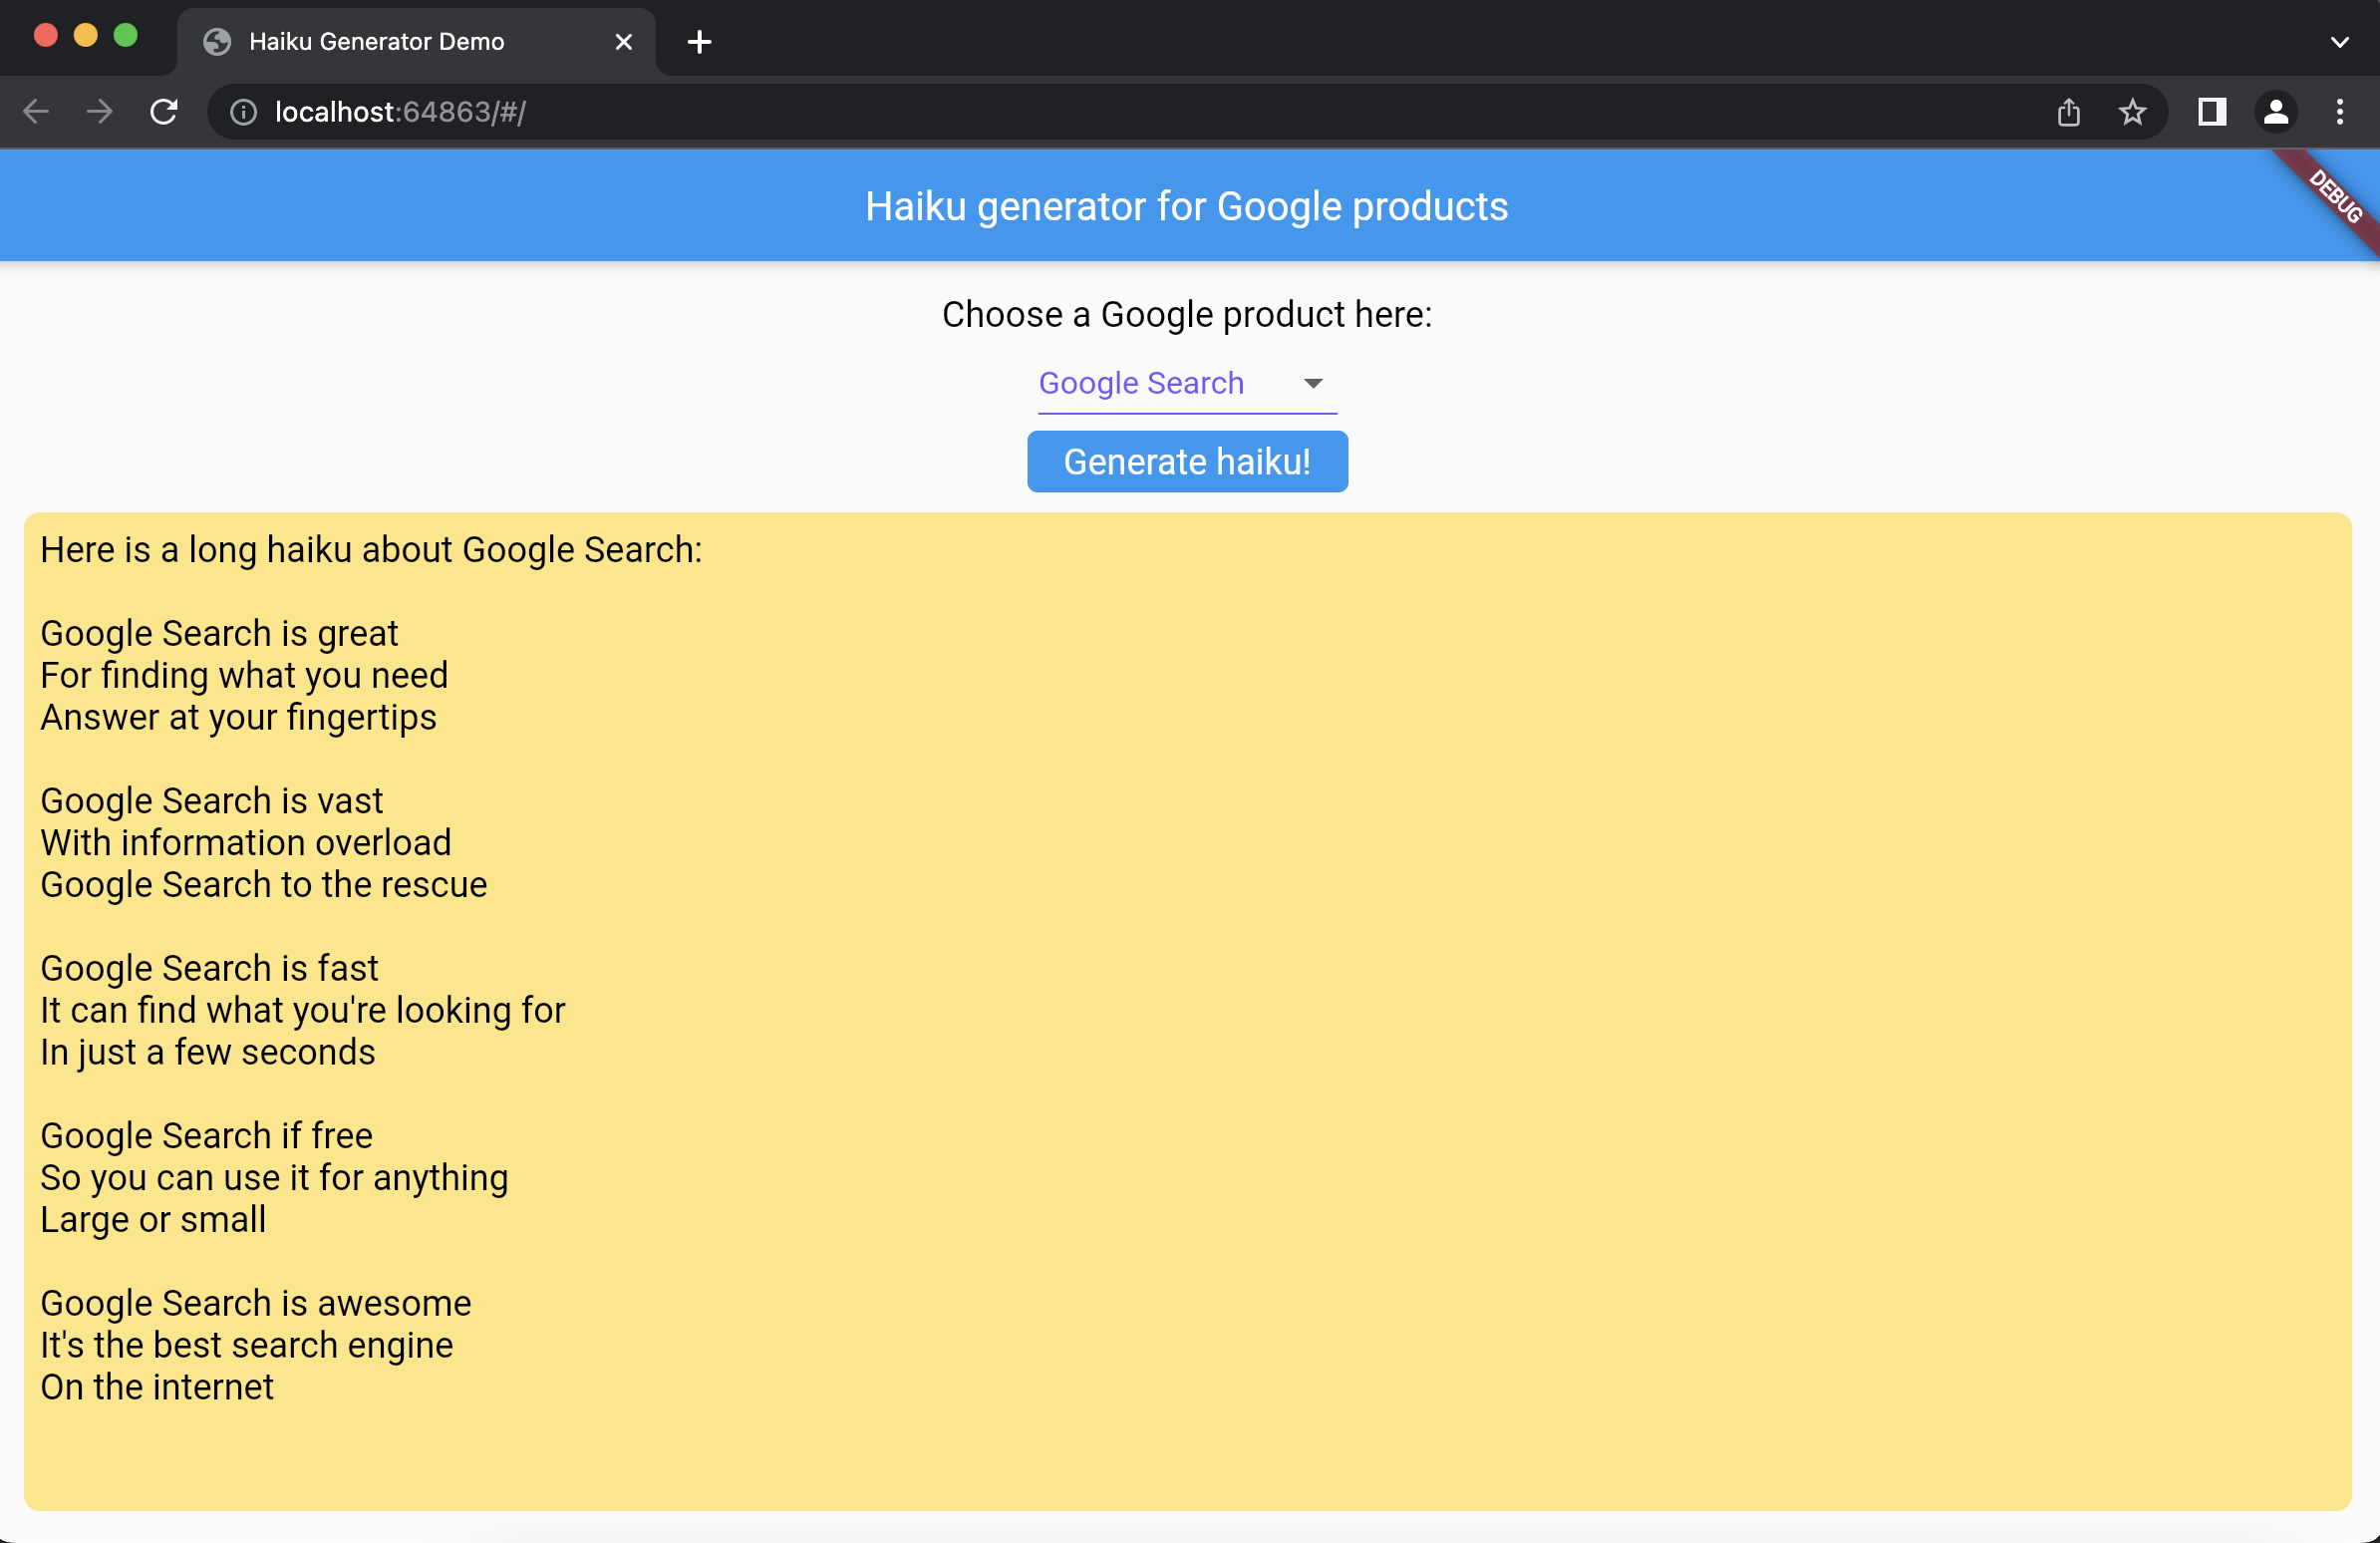 Haiku Generator Demo
localhost:64863/#/
Haiku generator for Google products
DEBUG
Choose a Google product here:
Google Search
Generate haiku!
Here is a long haiku about Google Search:
Google Search is great
For finding what you need
Answer at your fingertips
Google Search is vast
With information overload
Google Search to the rescue
Google Search is fast
It can find what you're looking for
In just a few seconds
Google Search if free
So you can use it for anything
Large or small
Google Search is awesome
It's the best search engine
On the internet